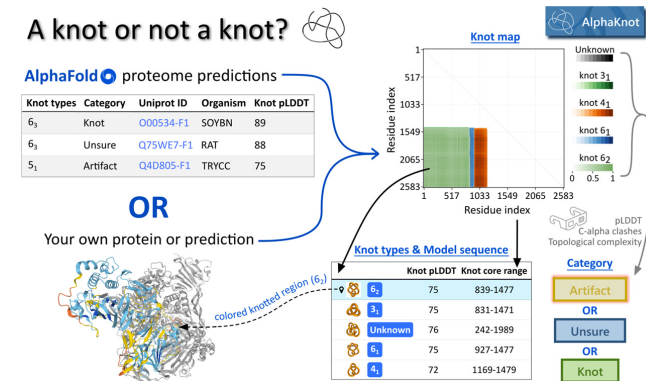 A knot or not a knot?
AlphaKnot
AlphaFold proteome predictions
Knot types Category Uniprot ID Organism Knot pLDDT
6₃ Knot O00534-F1 SOYBN 89
6₃ Unsure Q75WE7-F1 RAT 88
5₁ Artifact Q4D805-F1 TRYCC 75
OR
Your own protein or prediction
colored knotted region (6₂)
Knot map
Residue index
1
517
1033
1549
2065
2583
1 517 1033 1549 2065 2583
Residue index
Unknown
knot 3₁
knot 4₁
knot 6₁
knot 6₂
0 0.5 1
pLDDT
C-alpha clashes
Topological complexity
Knot types & Model sequence
Knot pLDDT Knot core range
6₂ 75 839-1477
3₁ 75 831-1471
Unknown 76 242-1989
6₁ 75 927-1477
4₁ 72 1169-1479
Category
Artifact
OR
Unsure
OR
Knot